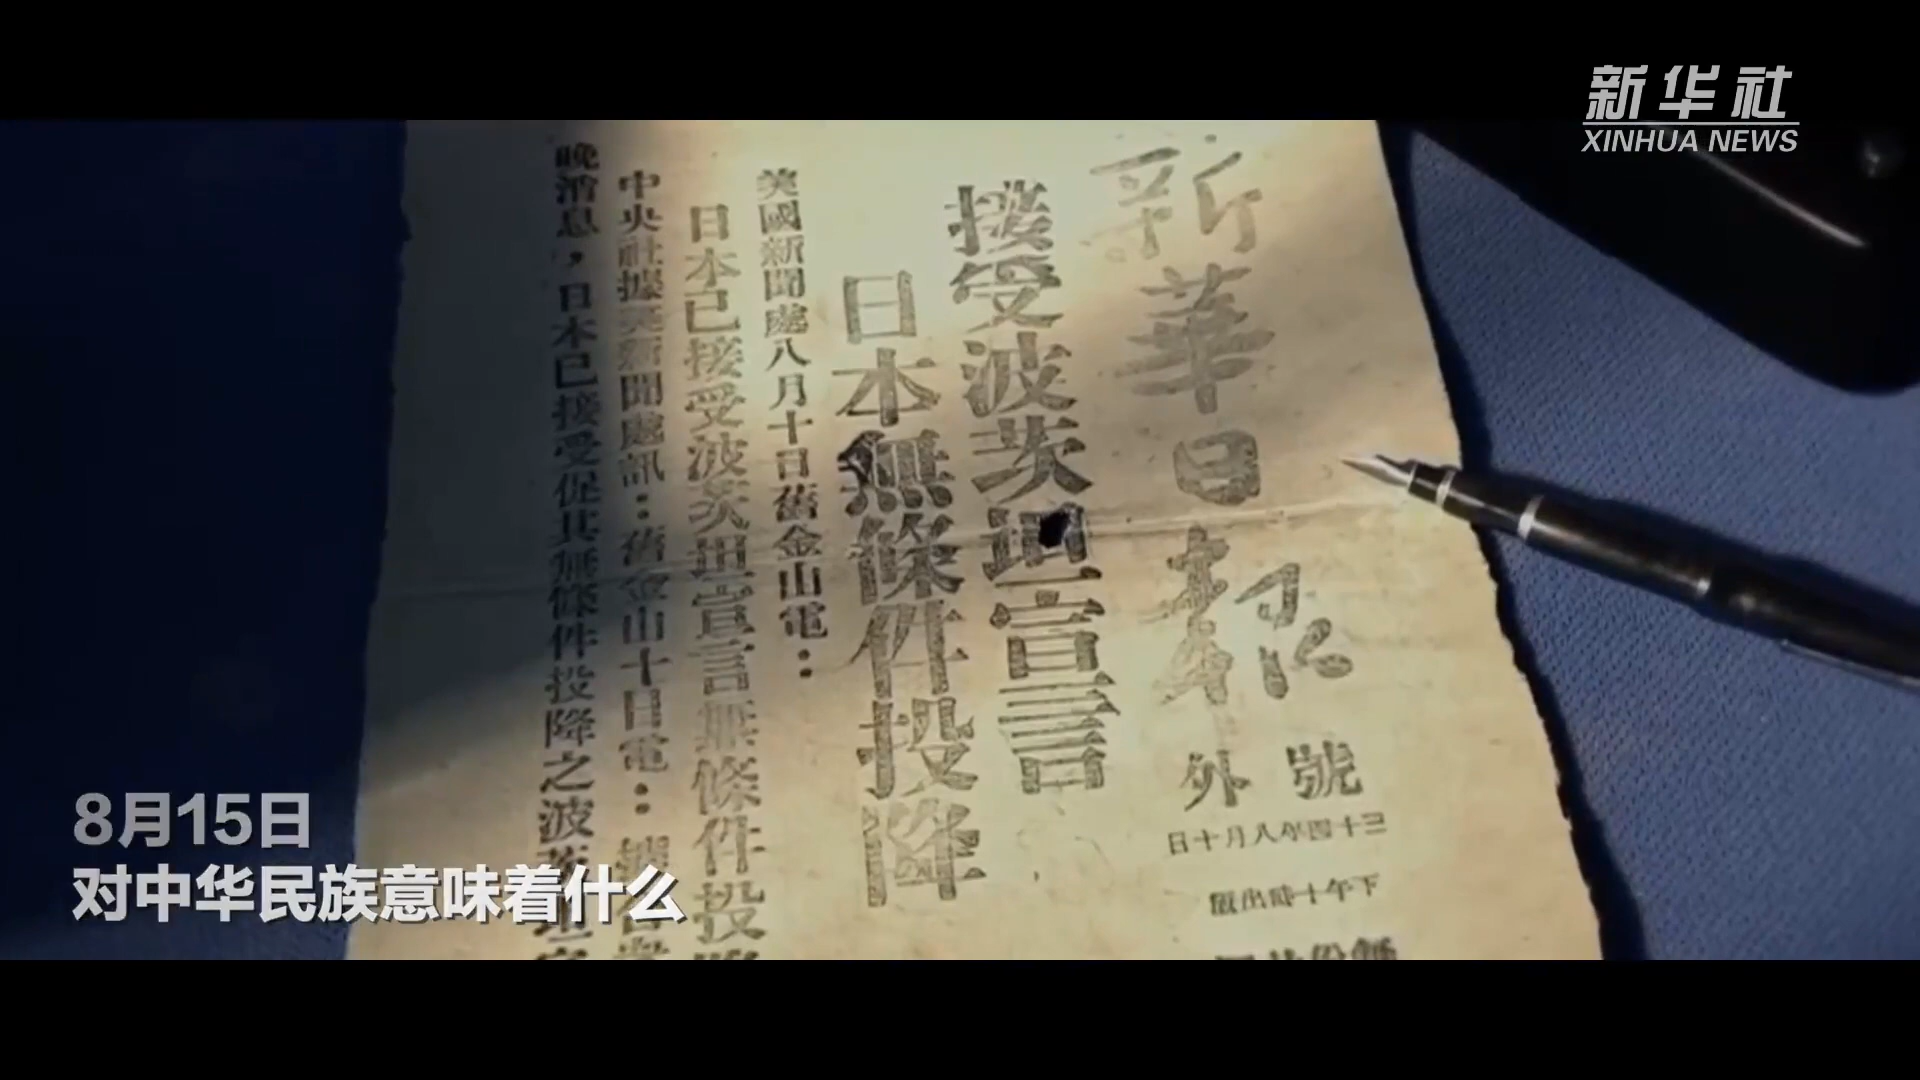 新华社
XINHUA NEWS
新華日报
號外
三十四年八月十日
下午十時出版
接受波茨坦宣言
日本無條件投降
美國新聞處八月十日舊金山電：
日本已接受波茨坦宣言無條件投
中央社據美新聞處訊：舊金山十日電：據
晚消息，日本已接受促其無條件投降之波茨坦
8月15日
对中华民族意味着什么